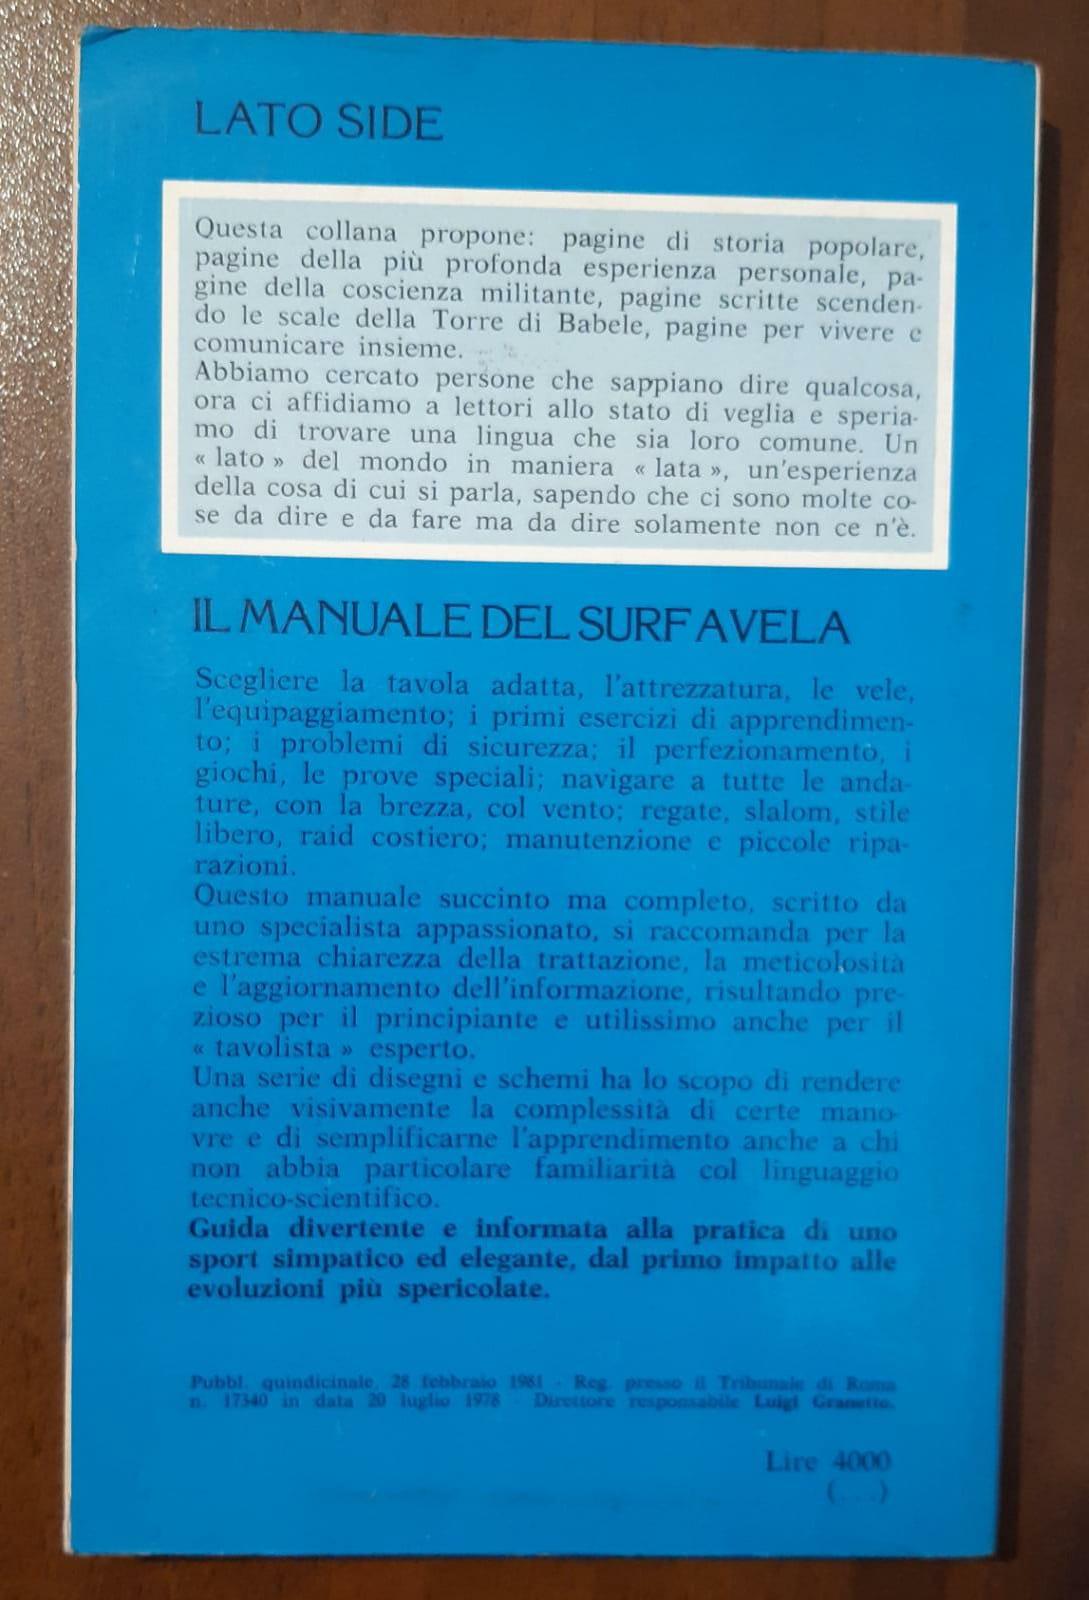 LATO SIDE
Questa collana propone: pagine di storia popolare,
pagine della più profonda esperienza personale, pa-
gine della coscienza militante, pagine scritte scenden-
do le scale della Torre di Babele, pagine per vivere e
comunicare insieme.
Abbiamo cercato persone che sappiano dire qualcosa,
ora ci affidiamo a lettori allo stato di veglia e speria-
mo di trovare una lingua che sia loro comune. Un
« lato » del mondo in maniera « lata », un'esperienza
della cosa di cui si parla, sapendo che ci sono molte co-
se da dire e da fare ma da dire solamente non ce n'è.
IL MANUALE DEL SURF A VELA
Scegliere la tavola adatta, l'attrezzatura, le vele,
l'equipaggiamento; i primi esercizi di apprendimen-
to; i problemi di sicurezza; il perfezionamento, i
giochi, le prove speciali; navigare a tutte le anda-
ture, con la brezza, col vento; regate, slalom, stile
libero, raid costiero; manutenzione e piccole ripa-
razioni.
Questo manuale succinto ma completo, scritto da
uno specialista appassionato, si raccomanda per la
estrema chiarezza della trattazione, la meticolosità
e l'aggiornamento dell'informazione, risultando pre-
zioso per il principiante e utilissimo anche per il
« tavolista » esperto.
Una serie di disegni e schemi ha lo scopo di rendere
anche visivamente la complessità di certe mano-
vre e di semplificarne l'apprendimento anche a chi
non abbia particolare familiarità col linguaggio
tecnico-scientifico.
Guida divertente e informata alla pratica di uno
sport simpatico ed elegante, dal primo impatto alle
evoluzioni più spericolate.
Pubbl. quindicinale, 28 febbraio 1981 - Reg. presso il Tribunale di Roma
n. 17340 in data 20 luglio 1978 - Direttore responsabile Luigi Granetto.
Lire 4000
(...)